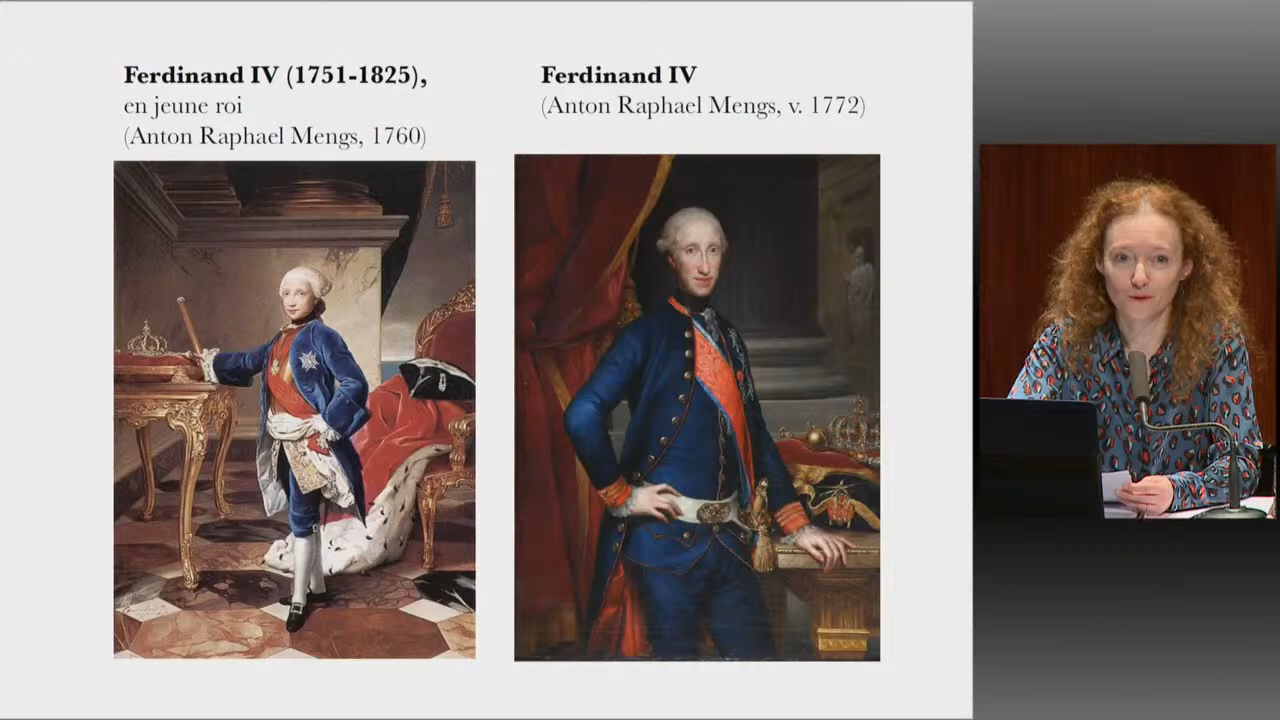 Ferdinand IV (1751-1825),
en jeune roi
(Anton Raphael Mengs, 1760)
Ferdinand IV
(Anton Raphael Mengs, v. 1772)